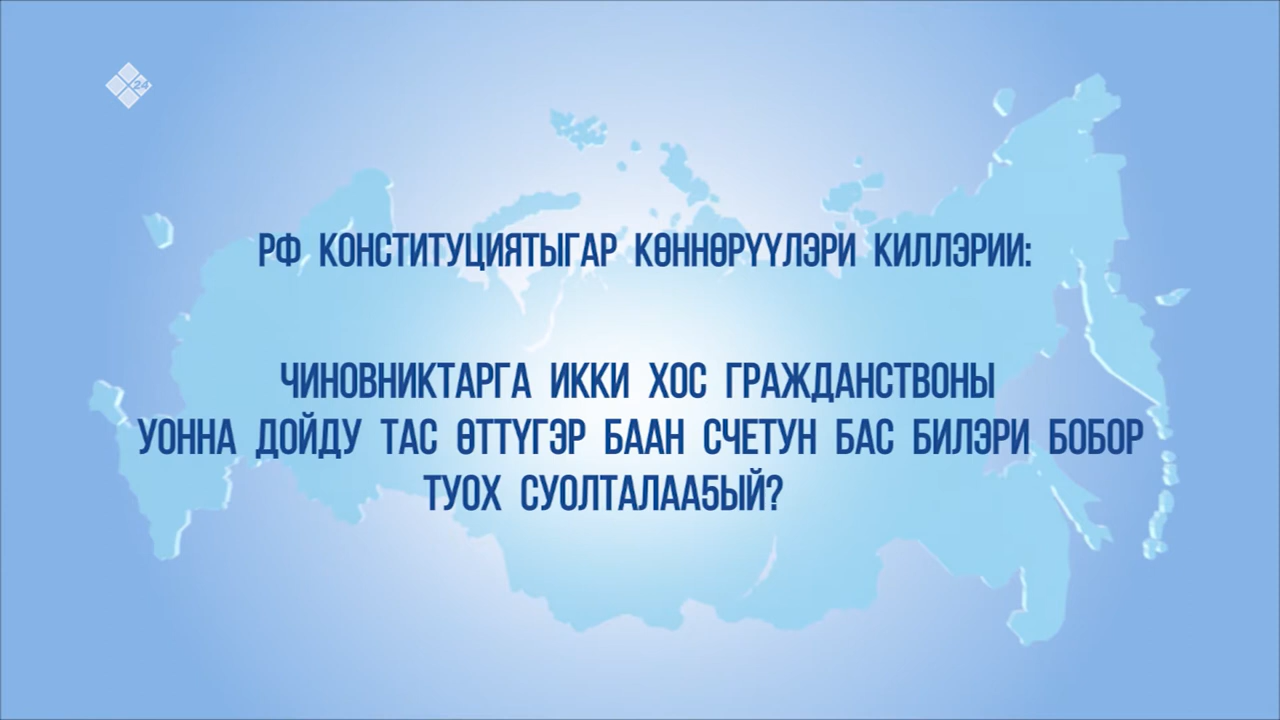 24
РФ КОНСТИТУЦИЯТЫГАР КӨННӨРҮҮЛЭРИ КИЛЛЭРИИ:
ЧИНОВНИКТАРГА ИККИ ХОС ГРАЖДАНСТВОНЫ
УОННА ДОЙДУ ТАС ӨТТҮГЭР БААН СЧЕТУН БАС БИЛЭРИ БОБОР
ТУОХ СУОЛТАЛАА5ЫЙ?